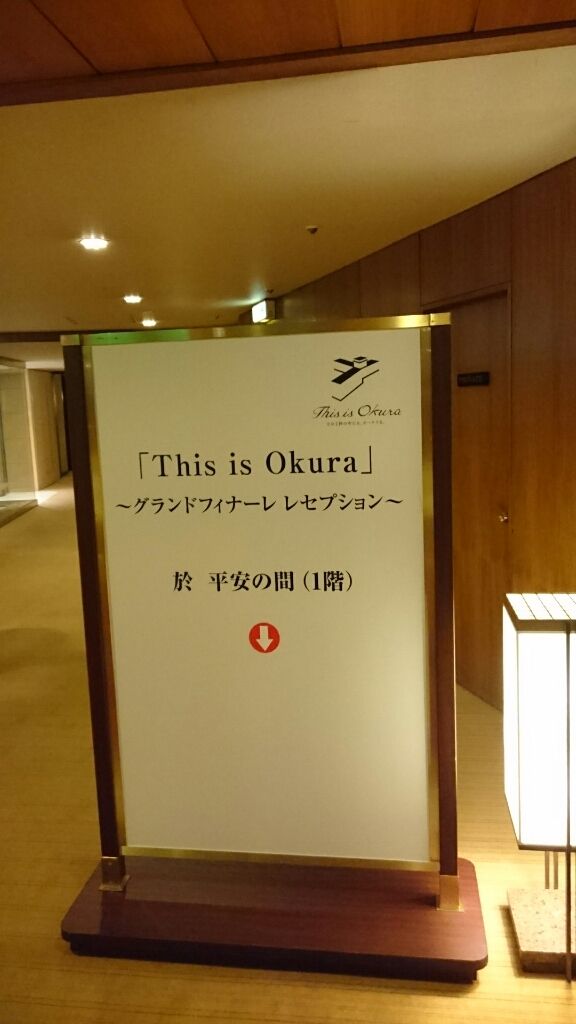 This is Okura
「This is Okura」
～グランドフィナーレ レセプション～
於 平安の間（1階）